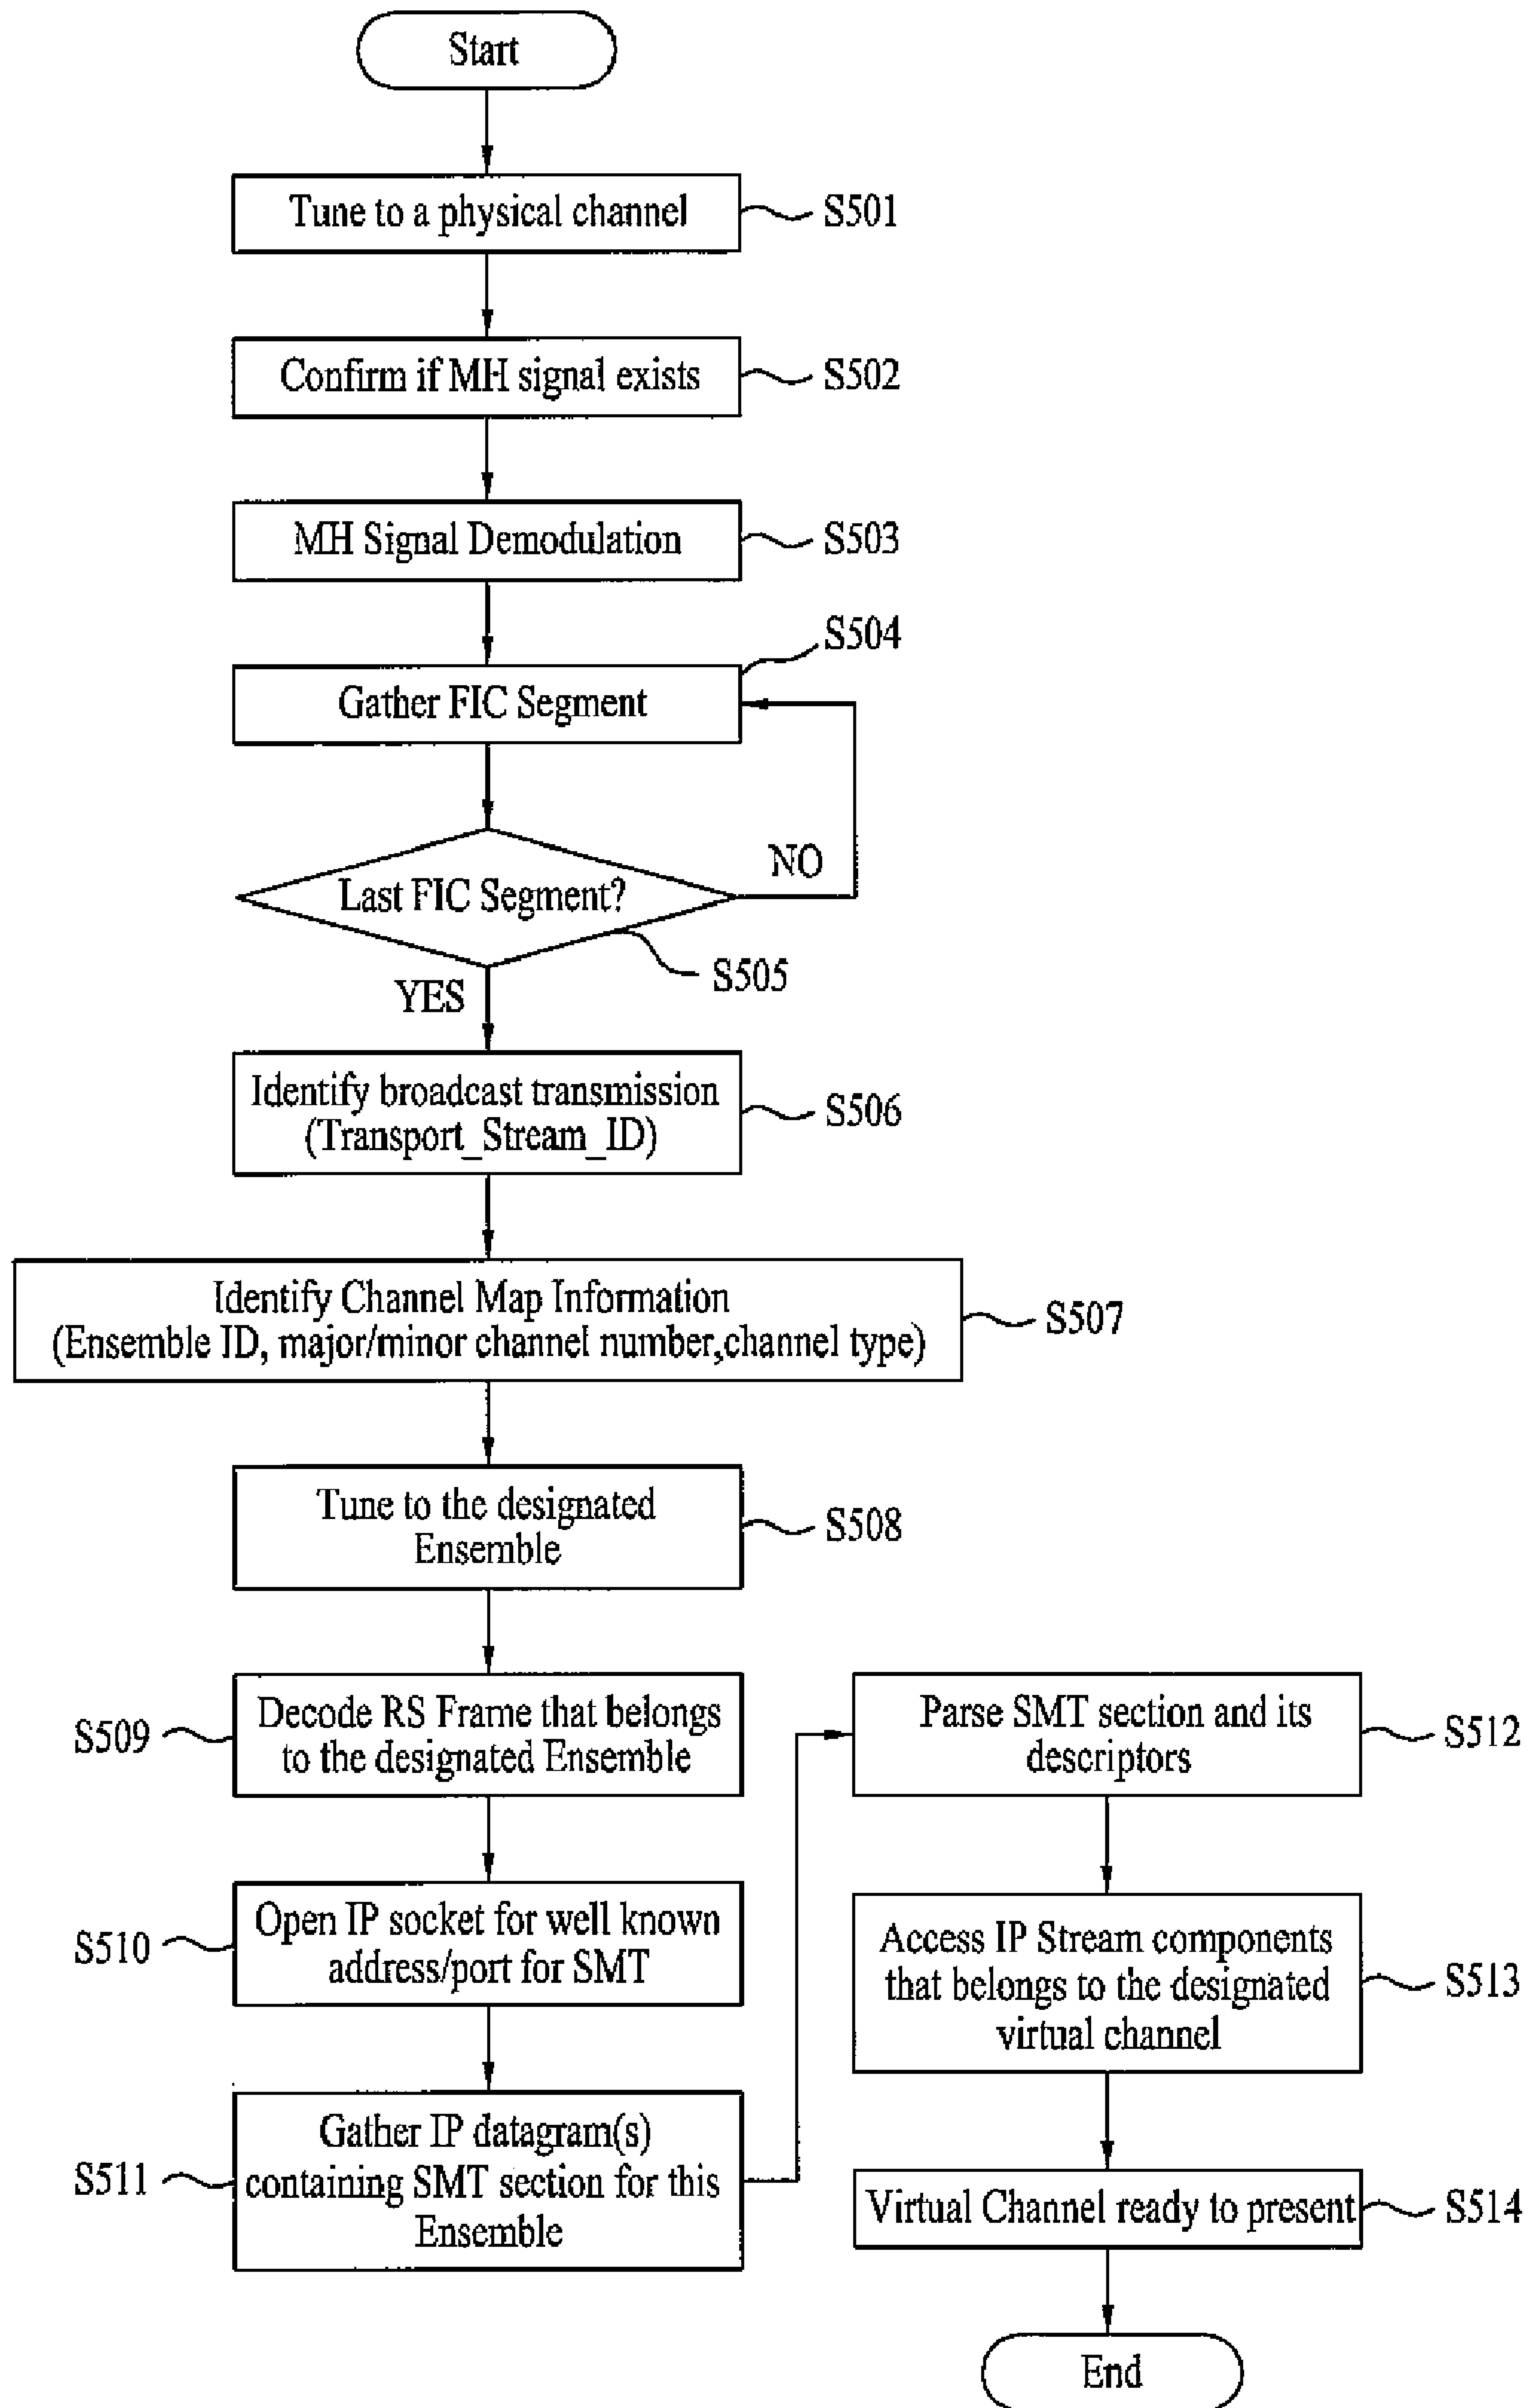 Start
Tune to a physical channel
S501
Confirm if MH signal exists
S502
MH Signal Demodulation
S503
S504
Gather FIC Segment
NO
Last FIC Segment?
S505
YES
Identify broadcast transmission
(Transport_Stream_ID)
S506
Identify Channel Map Information
(Ensemble ID, major/minor channel number,channel type)
S507
Tune to the designated
Ensemble
S508
Decode RS Frame that belongs
to the designated Ensemble
S509
Open IP socket for well known
address/port for SMT
S510
Gather IP datagram(s)
containing SMT section for this
Ensemble
S511
Parse SMT section and its
descriptors
S512
Access IP Stream components
that belongs to the designated
virtual channel
S513
Virtual Channel ready to present
S514
End